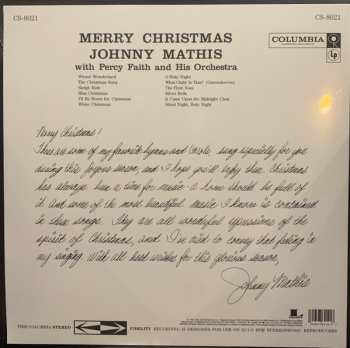 CS-8021
CS-8021
MERRY CHRISTMAS
JOHNNY MATHIS
with Percy Faith and His Orchestra
COLUMBIA
LP
Winter Wonderland
The Christmas Song
Sleigh Ride
Blue Christmas
I'll Be Home for Christmas
White Christmas
O Holy Night
What Child Is This? (Greensleeves)
The First Noel
Silver Bells
It Came Upon the Midnight Clear
Silent Night, Holy Night
Merry Christmas!
These are some of my favorite hymns and carols sung especially for you
during this joyous season, and I hope you'll enjoy them. Christmas
has always been a time for music - a home should be full of
it. And some of the most beautiful music I know is contained
in these songs. They are all wonderful expressions of the
spirit of Christmas, and I've tried to convey that feeling in
my singing. With all best wishes for this glorious season,
Johnny Mathis
STEREO
FIDELITY